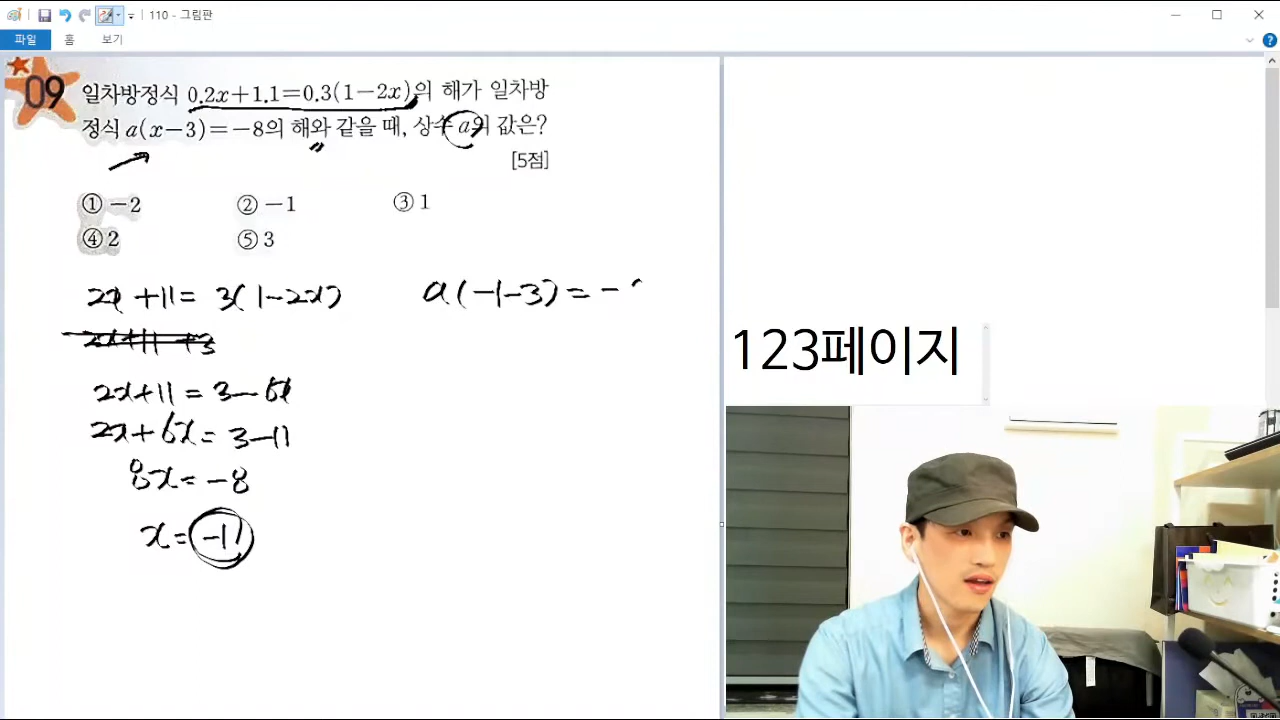 110 - 그림판
파일 홈 보기
09 일차방정식 0.2x+1.1=0.3(1-2x)의 해가 일차방
정식 a(x-3)=-8의 해와 같을 때, 상수 a의 값은?
[5점]
① -2 ② -1 ③ 1
④ 2 ⑤ 3
2x+11=3(1-2x)
2x+11=3-6x
2x+6x=3-11
8x=-8
x=-1
a(-1-3)=-
123페이지